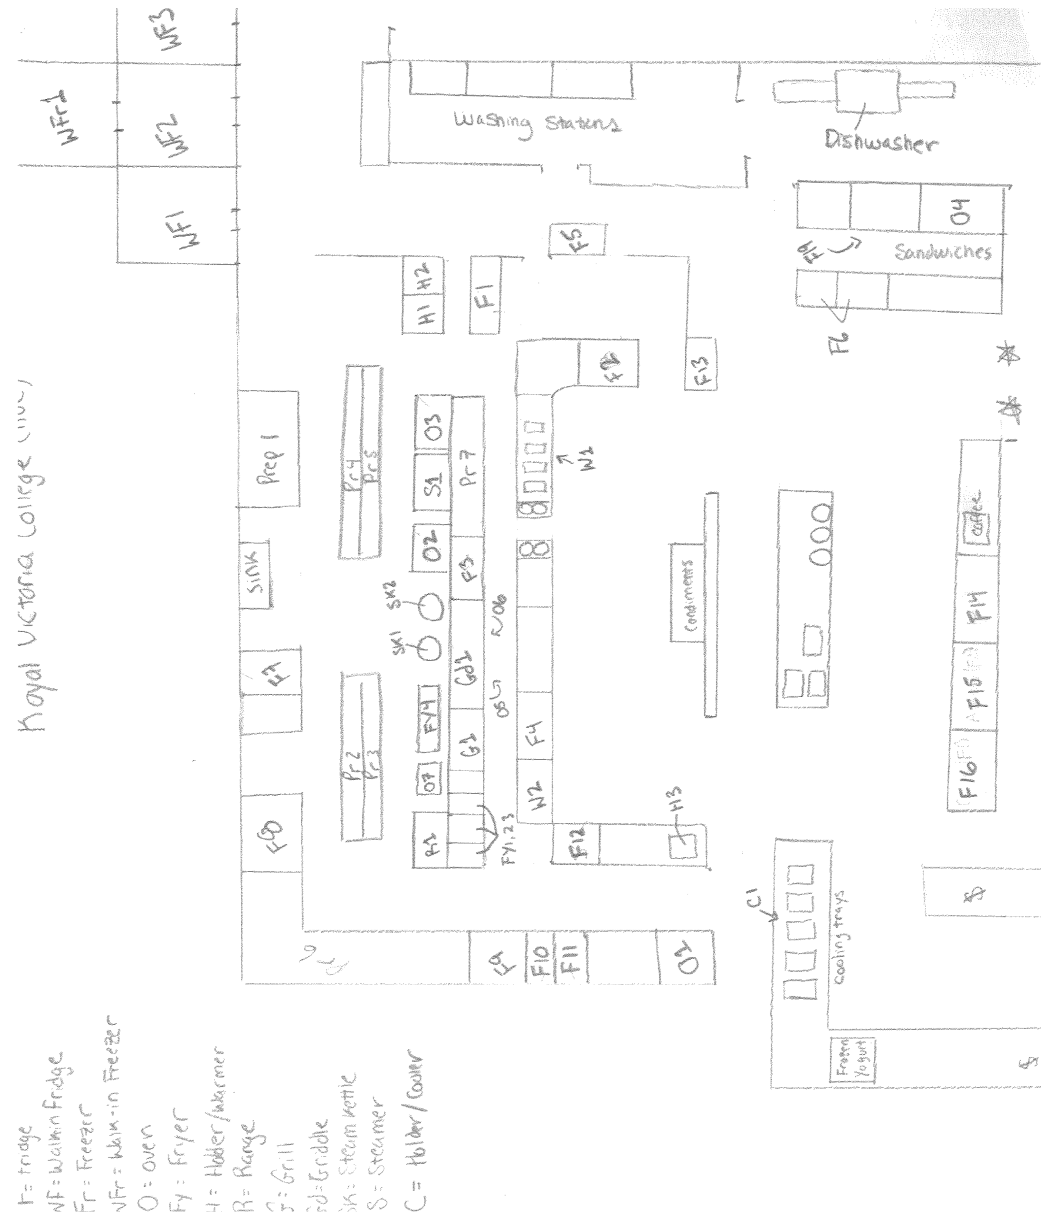 Royal Victoria College
WF3
WFr1
WF2
WF1
Washing Stations
Dishwasher
O4
Sandwiches
F6
F5
H1 H2
F1
F13
W1
Prep 1
Pr4
Pr5
S1
O3
Pr7
O2
F3
Sink
SK2
SK1
Gd1
O6
O5
F7
FY4
G1
F4
W2
Pr2
Pr3
O7
R1
FY1,2,3
F12
H3
F8
Condiments
coffee
F14
F15
F16
C1
cooling trays
$
F9
F10
F11
O1
Frozen
Yogurt
$
F = fridge
WF = Walkin Fridge
Fr = Freezer
WFr = Walk-in Freezer
O = oven
Fy = Fryer
H = Holder/Warmer
R = Range
G = Grill
Gd = Griddle
SK = Steam kettle
S = Steamer
C = Holder/Cooler